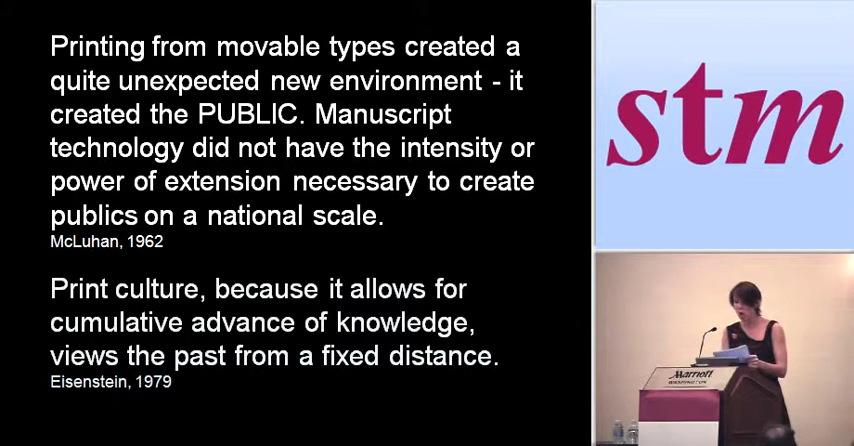 Printing from movable types created a
quite unexpected new environment - it
created the PUBLIC. Manuscript
technology did not have the intensity or
power of extension necessary to create
publics on a national scale.
McLuhan, 1962
Print culture, because it allows for
cumulative advance of knowledge,
views the past from a fixed distance.
Eisenstein, 1979
stm
Marriott
WASHINGTON